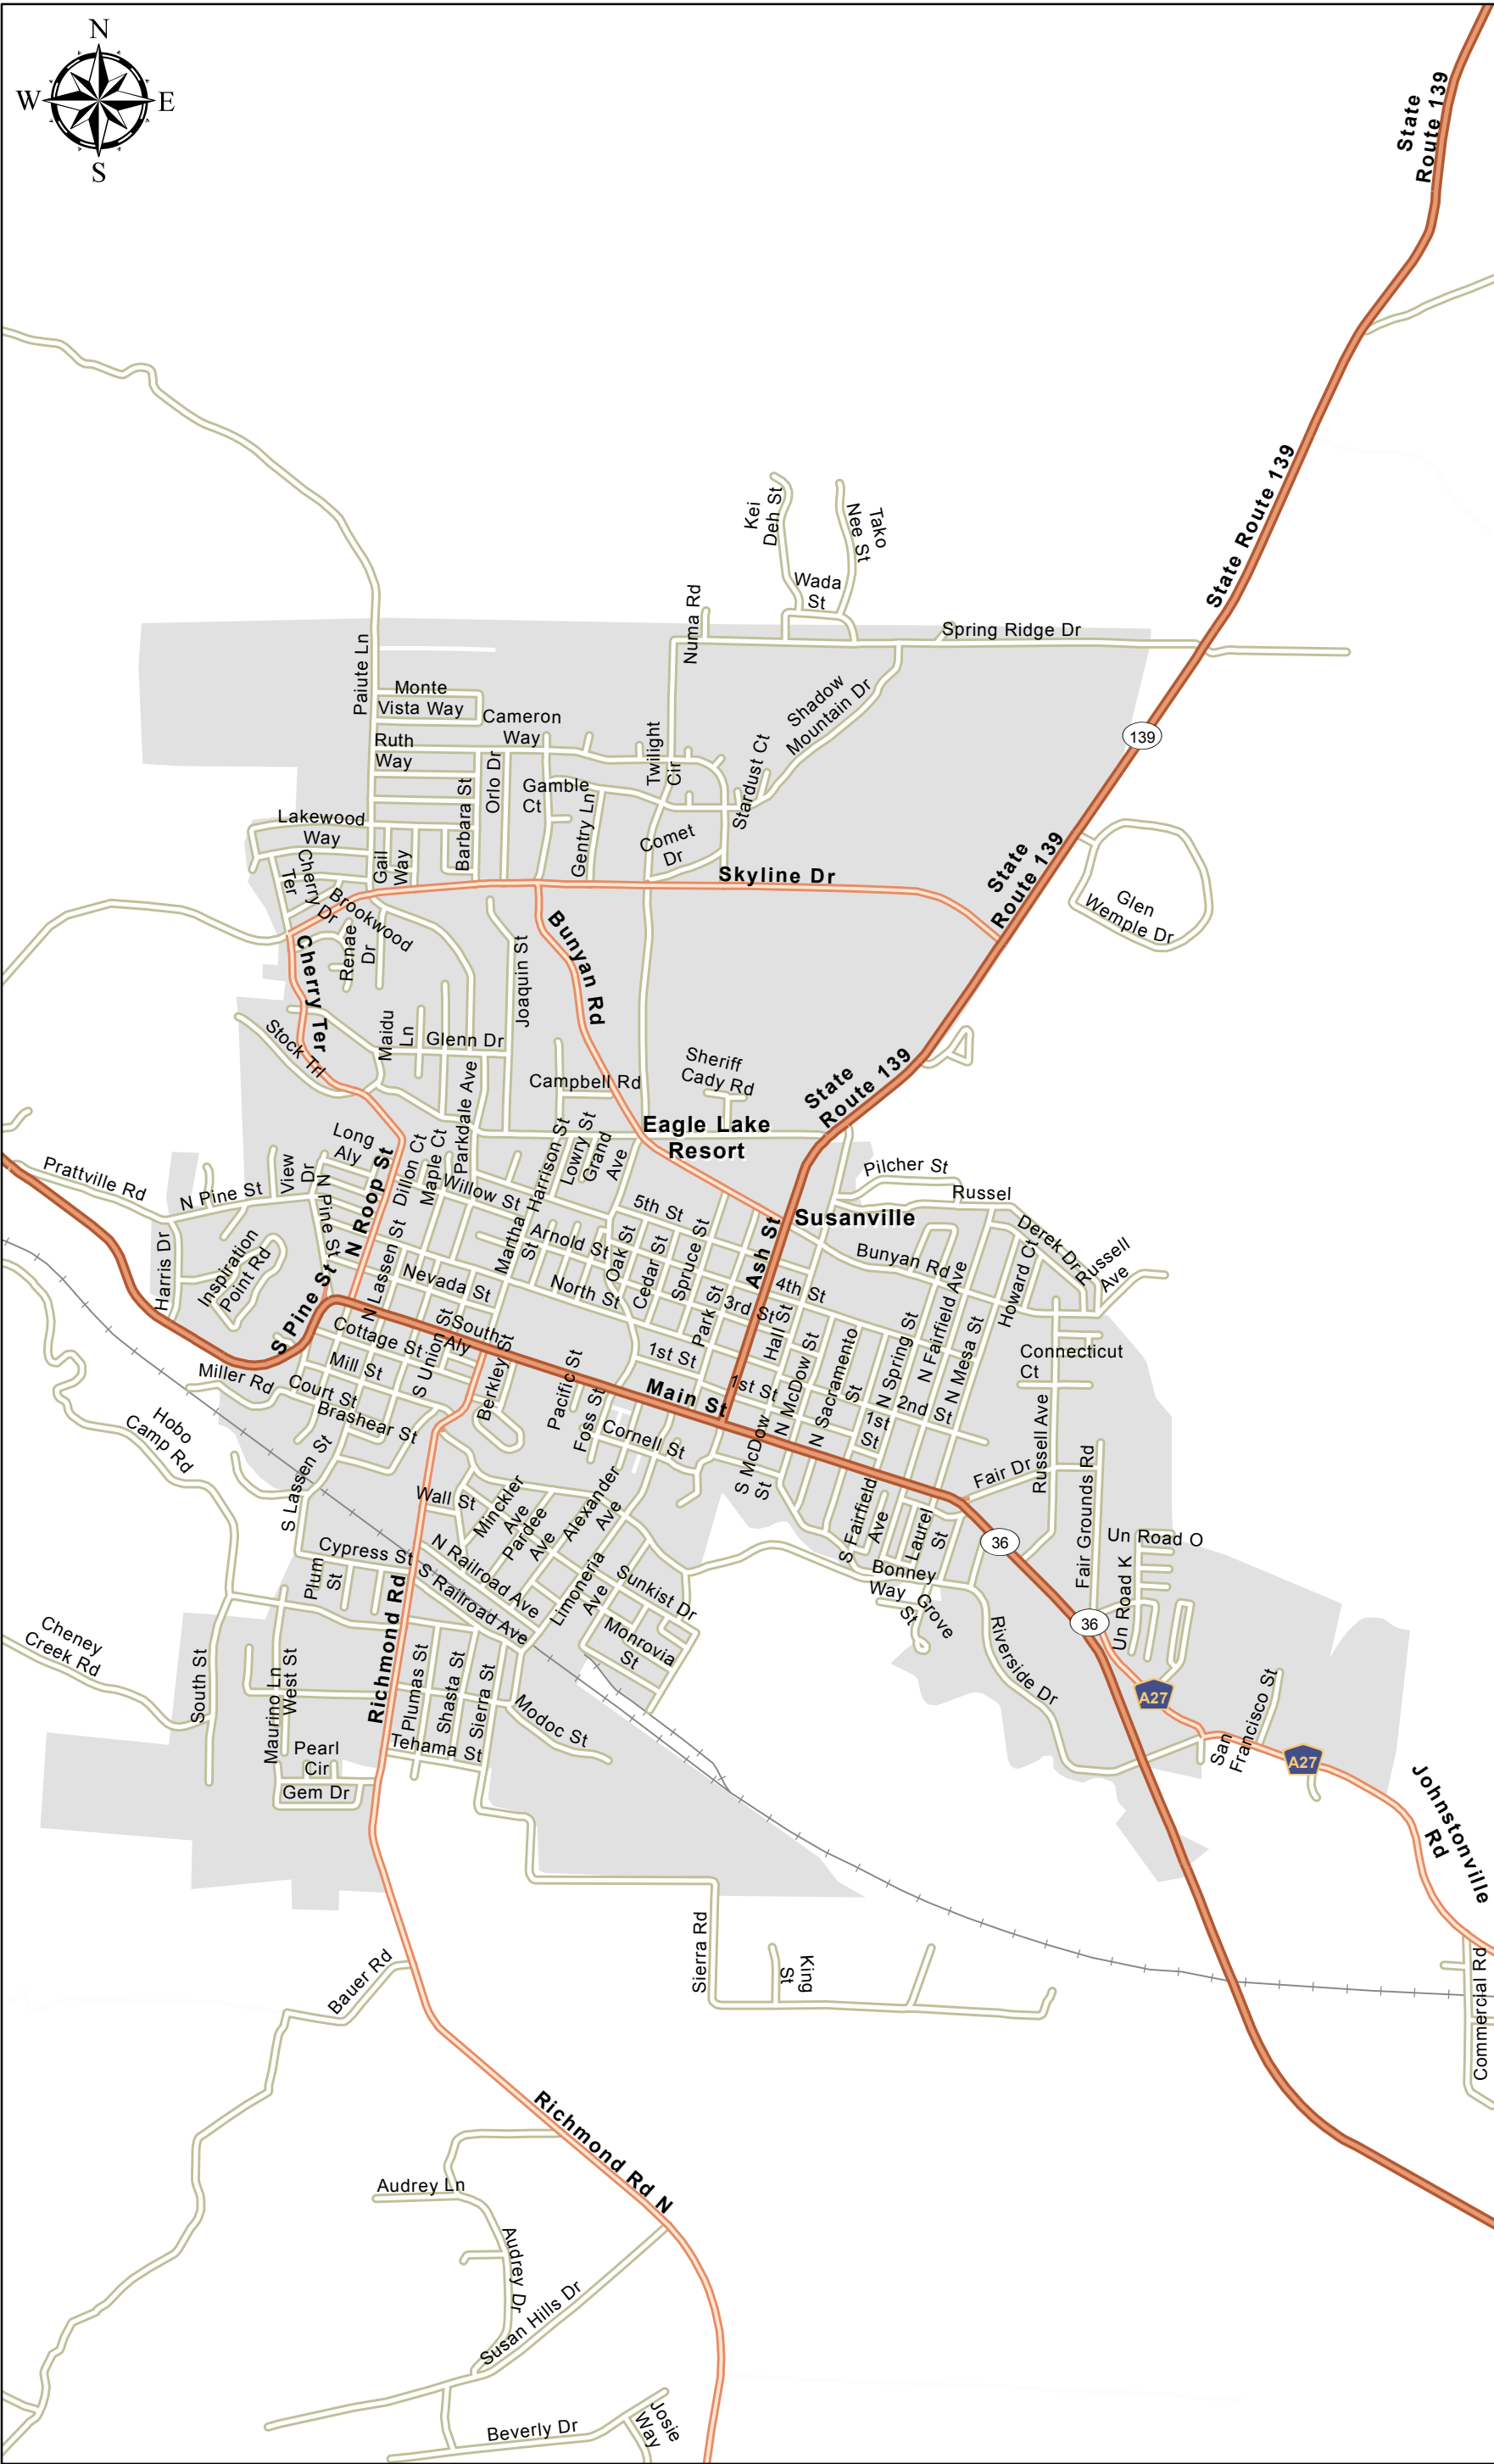 N
W
E
S
State
Route 139
State Route 139
139
Kei
Deh St
Tako
Nee St
Wada
St
Numa Rd
Spring Ridge Dr
Paiute Ln
Monte
Vista Way
Cameron
Way
Ruth
Way
Shadow
Mountain Dr
Twilight
Cir
Stardust Ct
Orlo Dr
Barbara St
Gamble
Ct
Gentry Ln
Lakewood
Way
Comet
Dr
Gail
Way
Cherry
Ter
Dr
Brookwood
Skyline Dr
State
Route 139
Glen
Wemple Dr
Renae
Dr
Cherry Ter
Bunyan Rd
Joaquin St
Stock Trl
Maidu
Ln
Glenn Dr
Campbell Rd
Parkdale Ave
Sheriff
Cady Rd
State
Route 139
Eagle Lake
Resort
Long
Aly
View
Dr
N Roop St
Dillon Ct
Maple Ct
Willow St
Harrison St
Lowry St
Grand
Ave
Prattville Rd
N Pine St
N Pine St
Pilcher St
Russel
Susanville
5th St
Derek Dr
Russell
Ave
Harris Dr
Inspiration
Point Rd
N Lassen St
Martha
St
Arnold St
Oak St
Cedar St
Spruce St
Ash St
Bunyan Rd
Howard Ct
Nevada St
North St
4th St
3rd St
S Pine St
Cottage St
South
Aly
S Union St
Berkley St
Park St
Hall St
N McDow St
N Sacramento
St
N Spring St
N Fairfield Ave
N Mesa St
Connecticut
Ct
Miller Rd
Mill St
Court St
Brashear St
1st St
1st St
1st
St
2nd St
Main St
Pacific St
Foss St
Cornell St
Hobo
Camp Rd
S Lassen St
S McDow
St
Russell Ave
Fair Dr
Fair Grounds Rd
Wall St
Minckler
Ave
Pardee
Ave
Alexander
Ave
S Fairfield
Ave
Laurel
St
36
Un Road O
Un Road K
Cypress St
Plum
St
N Railroad Ave
S Railroad Ave
Limoneria
Ave
Sunkist Dr
Monrovia
St
Bonney
Way
Grove
St
36
Riverside Dr
Cheney
Creek Rd
South St
Maurino Ln
West St
Richmond Rd
Plumas St
Shasta St
Sierra St
Modoc St
Tehama St
A27
San
Francisco St
A27
Pearl
Cir
Gem Dr
Johnstonville
Rd
Sierra Rd
King
St
Bauer Rd
Commercial Rd
Richmond Rd N
Audrey Ln
Audrey Dr
Susan Hills Dr
Beverly Dr
Josie
Way